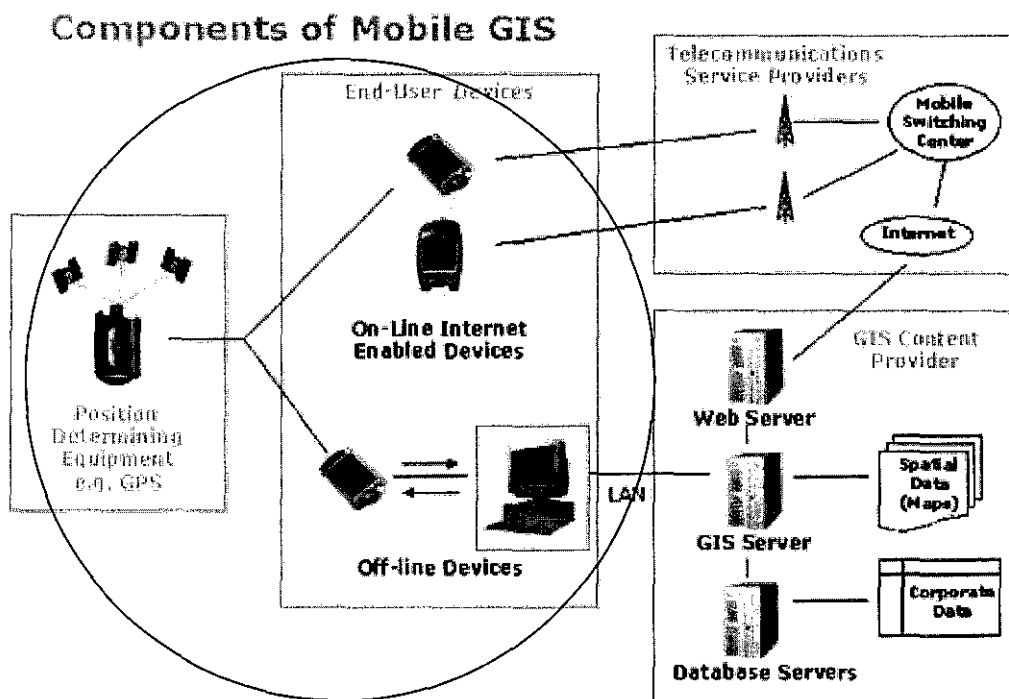 Components of Mobile GIS
Telecommunications
Service Providers
Mobile
Switching
Center
Internet
End-User Devices
On-Line Internet
Enabled Devices
Position
Determining
Equipment
e.g. GPS
Off-line Devices
LAN
GIS Content
Provider
Web Server
Spatial
Data
(Maps)
GIS Server
Corporate
Data
Database Servers